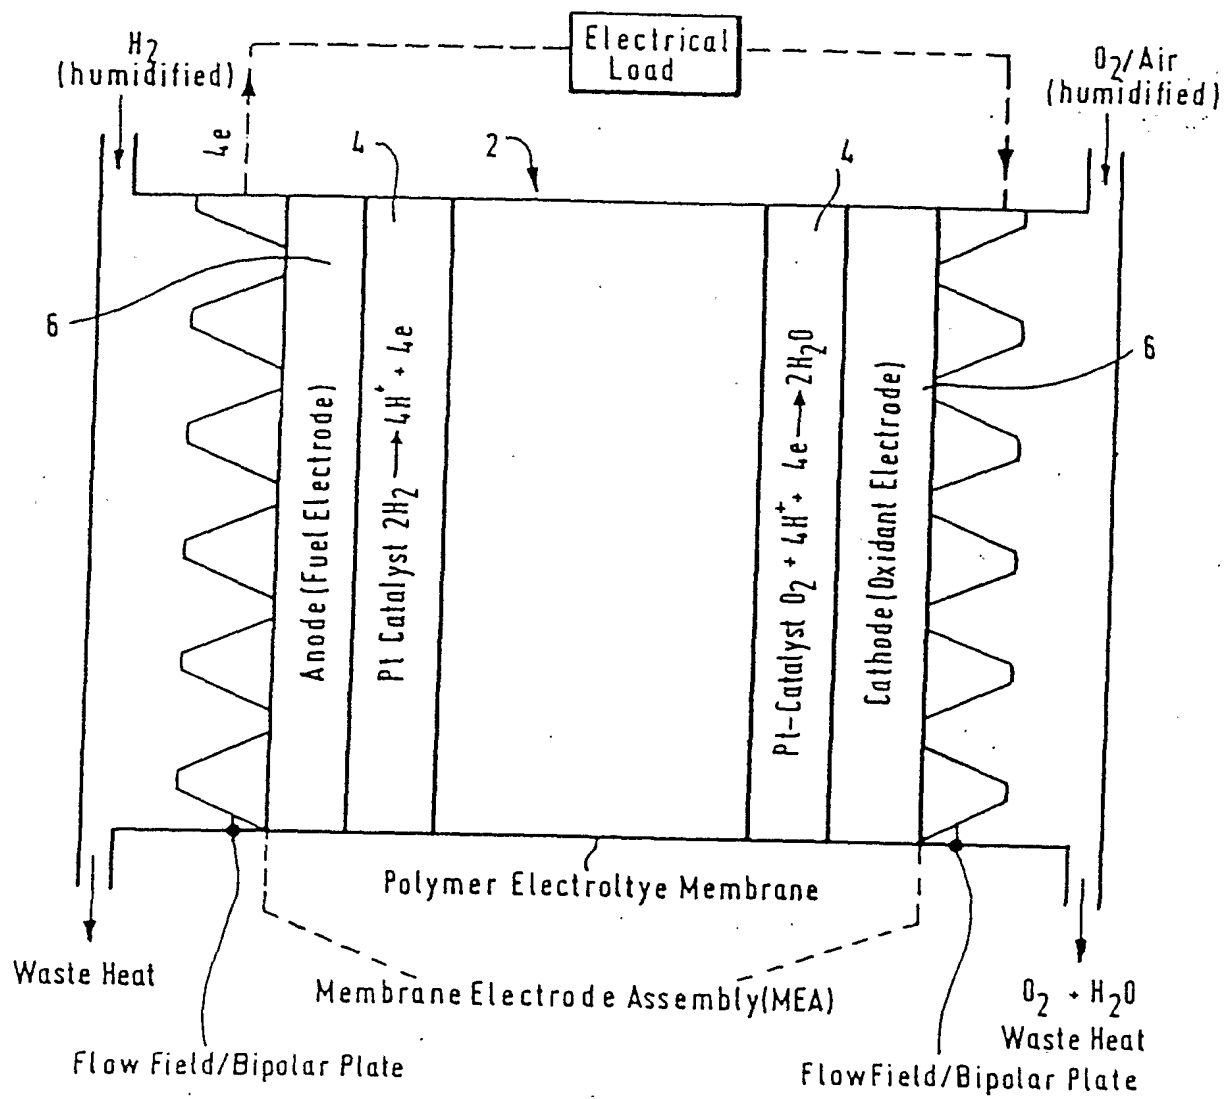 H2
(humidified)
Electrical
Load
O2/Air
(humidified)
4e
4
2
4
6
6
Anode (Fuel Electrode)
Pt Catalyst 2H2 → 4H+ + 4e
Pt-Catalyst O2 + 4H+ + 4e → 2H2O
Cathode (Oxidant Electrode)
Polymer Electroltye Membrane
Waste Heat
Membrane Electrode Assembly(MEA)
O2 + H2O
Waste Heat
Flow Field/Bipolar Plate
FlowField/Bipolar Plate